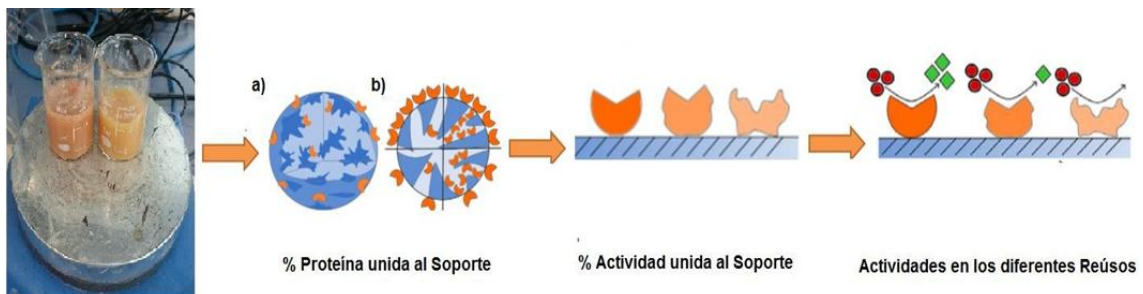 a)
b)
% Proteína unida al Soporte
% Actividad unida al Soporte
Actividades en los diferentes Reúsos